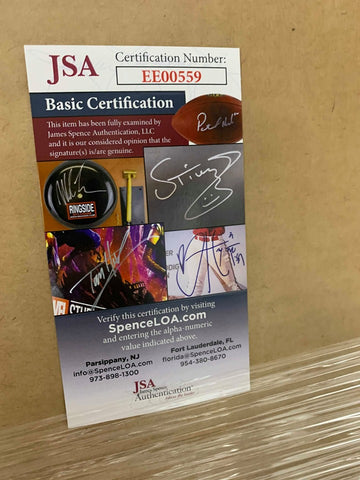 JSA
Certification Number:
EE00559
Basic Certification
This item has been fully examined by
James Spence Authentication, LLC
and it is our considered opinion that the
signature(s) is/are genuine.
RINGSIDE
Verify this certification by visiting
SpenceLOA.com
and entering the alpha-numeric
value indicated above.
Parsippany, NJ
info@SpenceLOA.com
973-898-1300
Fort Lauderdale, FL
florida@SpenceLOA.com
954-380-8670
JSA
James Spence
Authentication